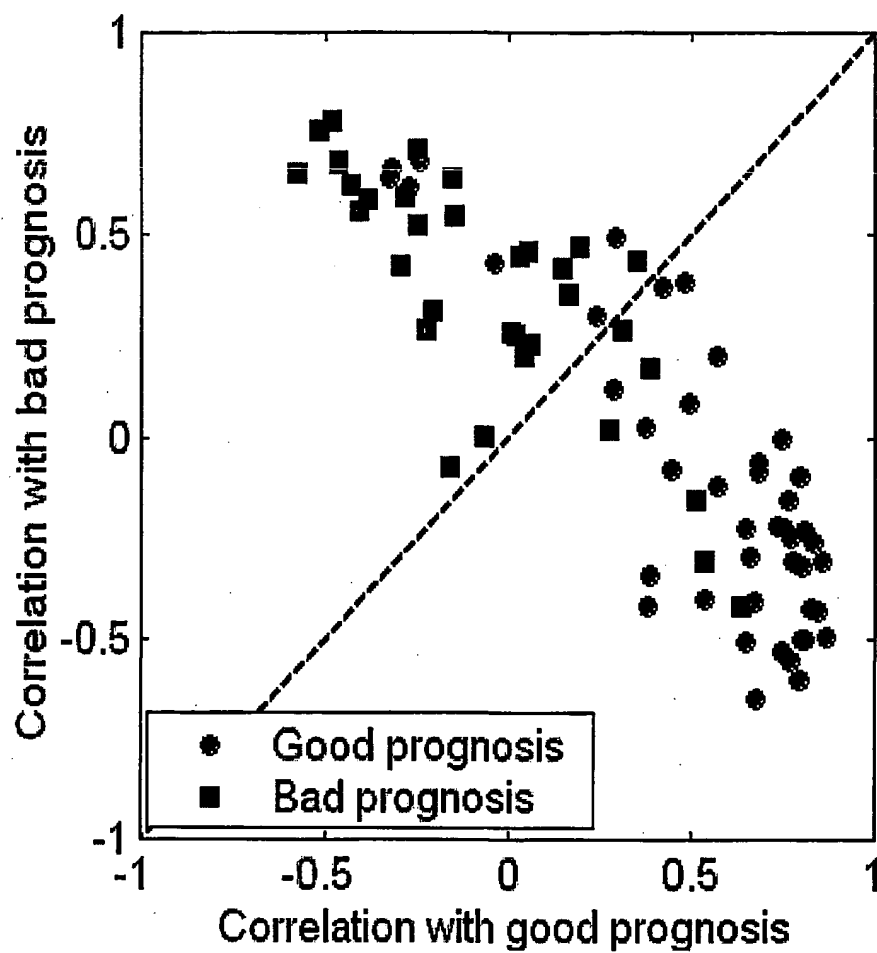 1
0.5
0
-0.5
-1
Correlation with bad prognosis
Good prognosis
Bad prognosis
-1
-0.5
0
0.5
1
Correlation with good prognosis